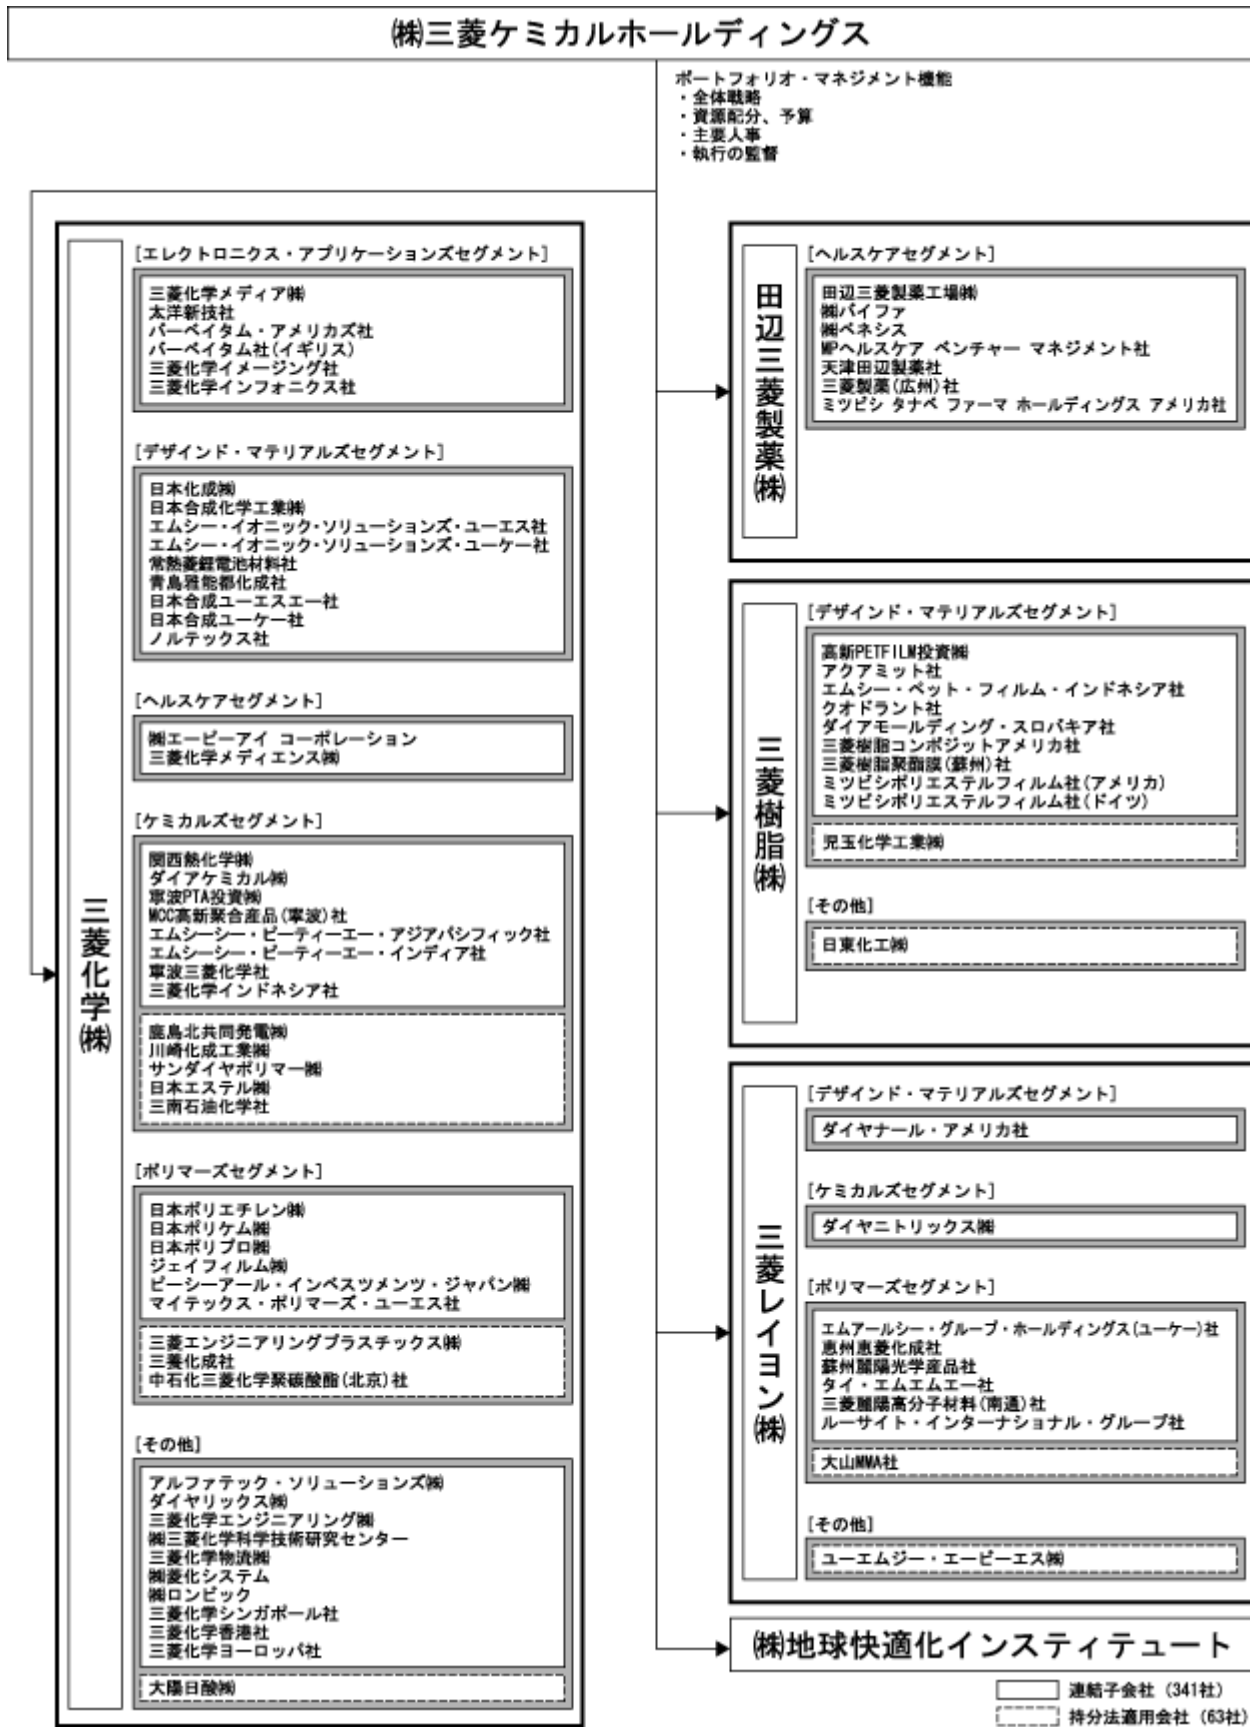 ㈱三菱ケミカルホールディングス
ポートフォリオ・マネジメント機能
・全体戦略
・資源配分、予算
・主要人事
・執行の監督
三菱化学㈱
[エレクトロニクス・アプリケーションズセグメント]
三菱化学メディア㈱
太洋新技社
バーベイタム・アメリカズ社
バーベイタム社(イギリス)
三菱化学イメージング社
三菱化学インフォニクス社
[デザインド・マテリアルズセグメント]
日本化成㈱
日本合成化学工業㈱
エムシー・イオニック・ソリューションズ・ユーエス社
エムシー・イオニック・ソリューションズ・ユーケー社
常熟菱鋰電池材料社
青島雅能都化成社
日本合成ユーエスエー社
日本合成ユーケー社
ノルテックス社
[ヘルスケアセグメント]
㈱エーピーアイ コーポレーション
三菱化学メディエンス㈱
[ケミカルズセグメント]
関西熱化学㈱
ダイアケミカル㈱
寧波PTA投資㈱
MCC高新聚合産品(寧波)社
エムシーシー・ピーティーエー・アジアパシフィック社
エムシーシー・ピーティーエー・インディア社
寧波三菱化学社
三菱化学インドネシア社
鹿島北共同発電㈱
川崎化成工業㈱
サンダイヤポリマー㈱
日本エステル㈱
三南石油化学社
[ポリマーズセグメント]
日本ポリエチレン㈱
日本ポリケム㈱
日本ポリプロ㈱
ジェイフィルム㈱
ピーシーアール・インベスツメンツ・ジャパン㈱
マイテックス・ポリマーズ・ユーエス社
三菱エンジニアリングプラスチックス㈱
三養化成社
中石化三菱化学聚碳酸酯(北京)社
[その他]
アルファテック・ソリューションズ㈱
ダイヤリックス㈱
三菱化学エンジニアリング㈱
㈱三菱化学科学技術研究センター
三菱化学物流㈱
㈱菱化システム
㈱ロンビック
三菱化学シンガポール社
三菱化学香港社
三菱化学ヨーロッパ社
大陽日酸㈱
田辺三菱製薬㈱
[ヘルスケアセグメント]
田辺三菱製薬工場㈱
㈱バイファ
㈱ベネシス
MPヘルスケア ベンチャー マネジメント社
天津田辺製薬社
三菱製薬(広州)社
ミツビシ タナベ ファーマ ホールディングス アメリカ社
三菱樹脂㈱
[デザインド・マテリアルズセグメント]
高新PETFILM投資㈱
アクアミット社
エムシー・ペット・フィルム・インドネシア社
クオドラント社
ダイアモールディング・スロバキア社
三菱樹脂コンポジットアメリカ社
三菱樹脂聚酯膜(蘇州)社
ミツビシポリエステルフィルム社(アメリカ)
ミツビシポリエステルフィルム社(ドイツ)
児玉化学工業㈱
[その他]
日東化工㈱
三菱レイヨン㈱
[デザインド・マテリアルズセグメント]
ダイヤナール・アメリカ社
[ケミカルズセグメント]
ダイヤニトリックス㈱
[ポリマーズセグメント]
エムアールシー・グループ・ホールディングス(ユーケー)社
恵州恵菱化成社
蘇州麗陽光学産品社
タイ・エムエムエー社
三菱麗陽高分子材料(南通)社
ルーサイト・インターナショナル・グループ社
大山MMA社
[その他]
ユーエムジー・エービーエス㈱
㈱地球快適化インスティテュート
連結子会社 (341社)
持分法適用会社 (63社)